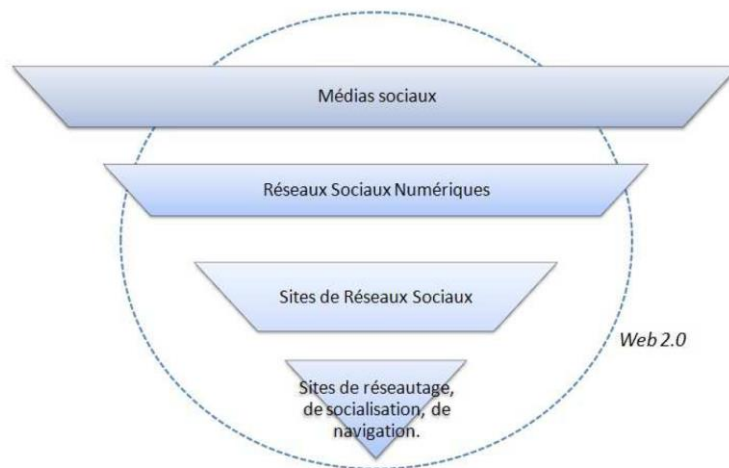 Médias sociaux
Réseaux Sociaux Numériques
Sites de Réseaux Sociaux
Web 2.0
Sites de réseautage,
de socialisation, de
navigation.